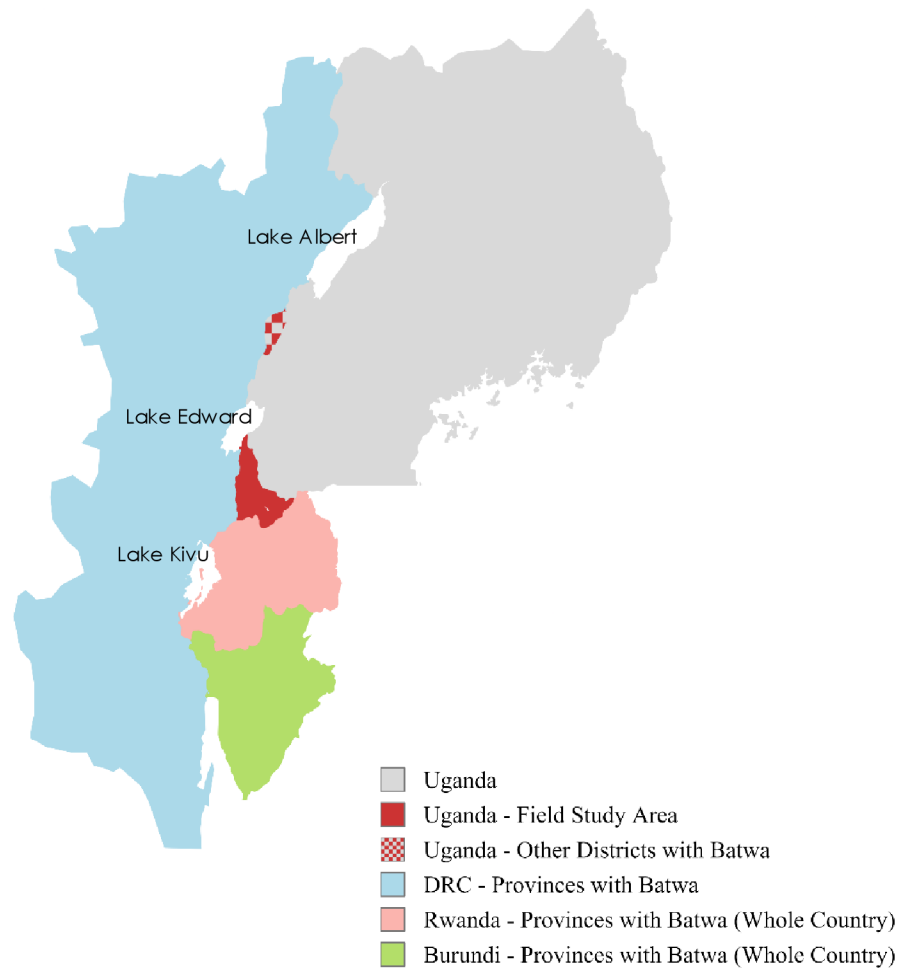 Lake Albert
Lake Edward
Lake Kivu
Uganda
Uganda - Field Study Area
Uganda - Other Districts with Batwa
DRC - Provinces with Batwa
Rwanda - Provinces with Batwa (Whole Country)
Burundi - Provinces with Batwa (Whole Country)